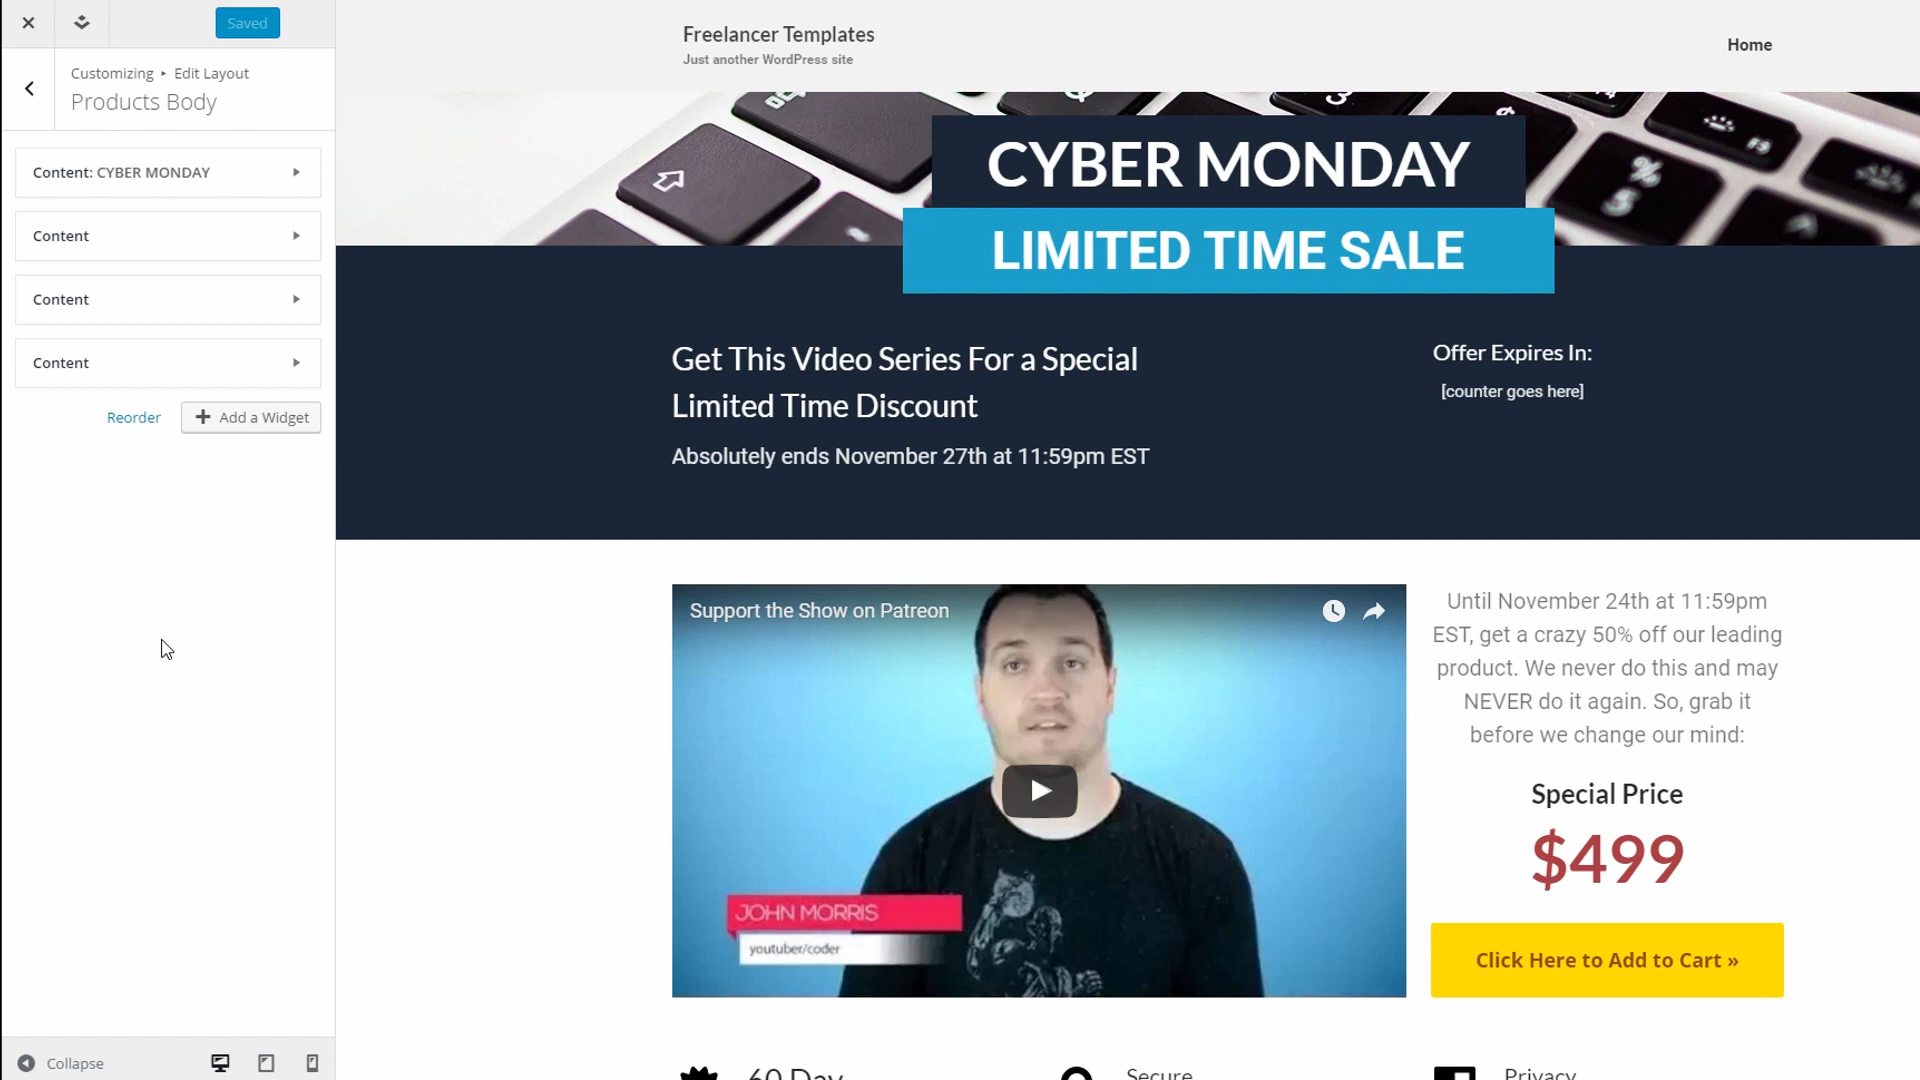 Saved
Customizing ▸ Edit Layout
Products Body
Content: CYBER MONDAY
Content
Content
Content
Reorder
Add a Widget
Collapse
Freelancer Templates
Just another WordPress site
Home
CYBER MONDAY
LIMITED TIME SALE
Get This Video Series For a Special
Limited Time Discount
Absolutely ends November 27th at 11:59pm EST
Offer Expires In:
[counter goes here]
Support the Show on Patreon
JOHN MORRIS
youtuber/coder
Until November 24th at 11:59pm
EST, get a crazy 50% off our leading
product. We never do this and may
NEVER do it again. So, grab it
before we change our mind:
Special Price
$499
Click Here to Add to Cart »
60 Day
Secure
Privacy